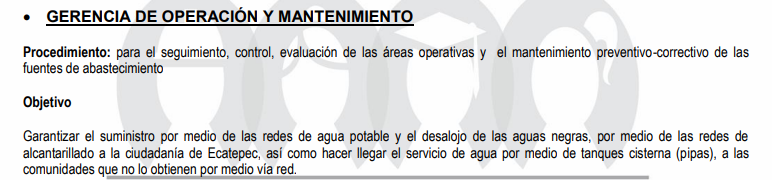 • GERENCIA DE OPERACIÓN Y MANTENIMIENTO
Procedimiento: para el seguimiento, control, evaluación de las áreas operativas y el mantenimiento preventivo-correctivo de las
fuentes de abastecimiento
Objetivo
Garantizar el suministro por medio de las redes de agua potable y el desalojo de las aguas negras, por medio de las redes de
alcantarillado a la ciudadanía de Ecatepec, así como hacer llegar el servicio de agua por medio de tanques cisterna (pipas), a las
comunidades que no lo obtienen por medio vía red.